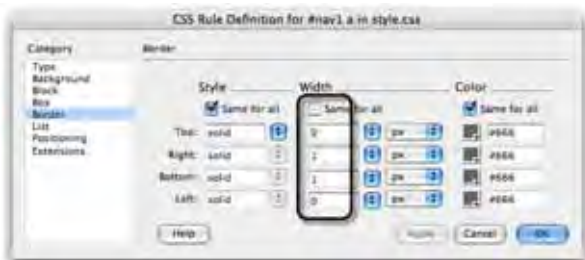 CSS Rule Definition for #nav1 a in style.css
Category
Border
Type
Background
Block
Box
Border
List
Positioning
Extensions
Style Width Color
Same for all Same for all Same for all
Top: solid 0 px #666
Right: solid 1 px #666
Bottom: solid 1 px #666
Left: solid 0 px #666
Help Apply Cancel OK